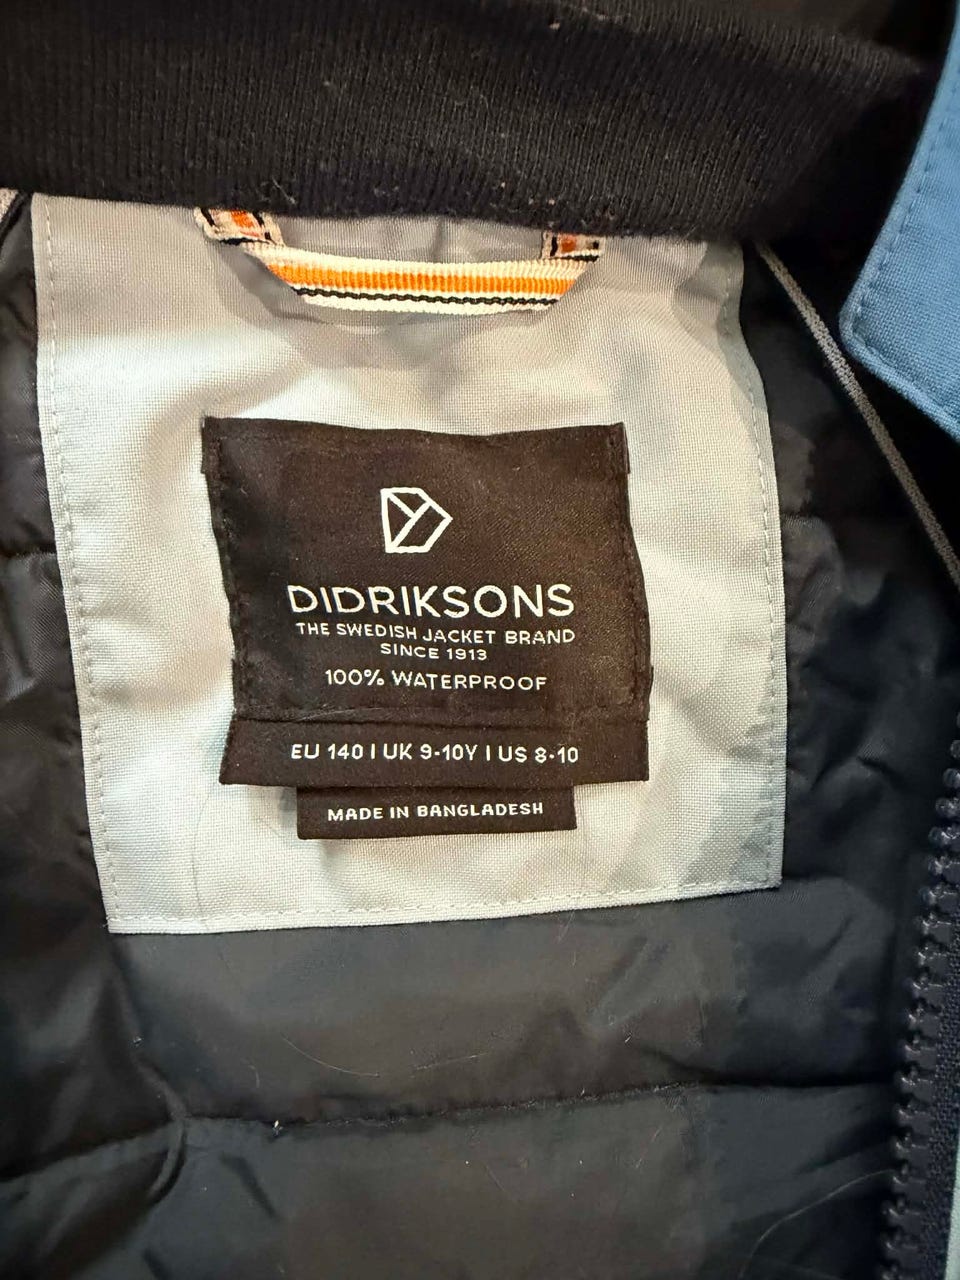 DIDRIKSONS
THE SWEDISH JACKET BRAND
SINCE 1913
100% WATERPROOF
EU 140 | UK 9-10Y | US 8-10
MADE IN BANGLADESH